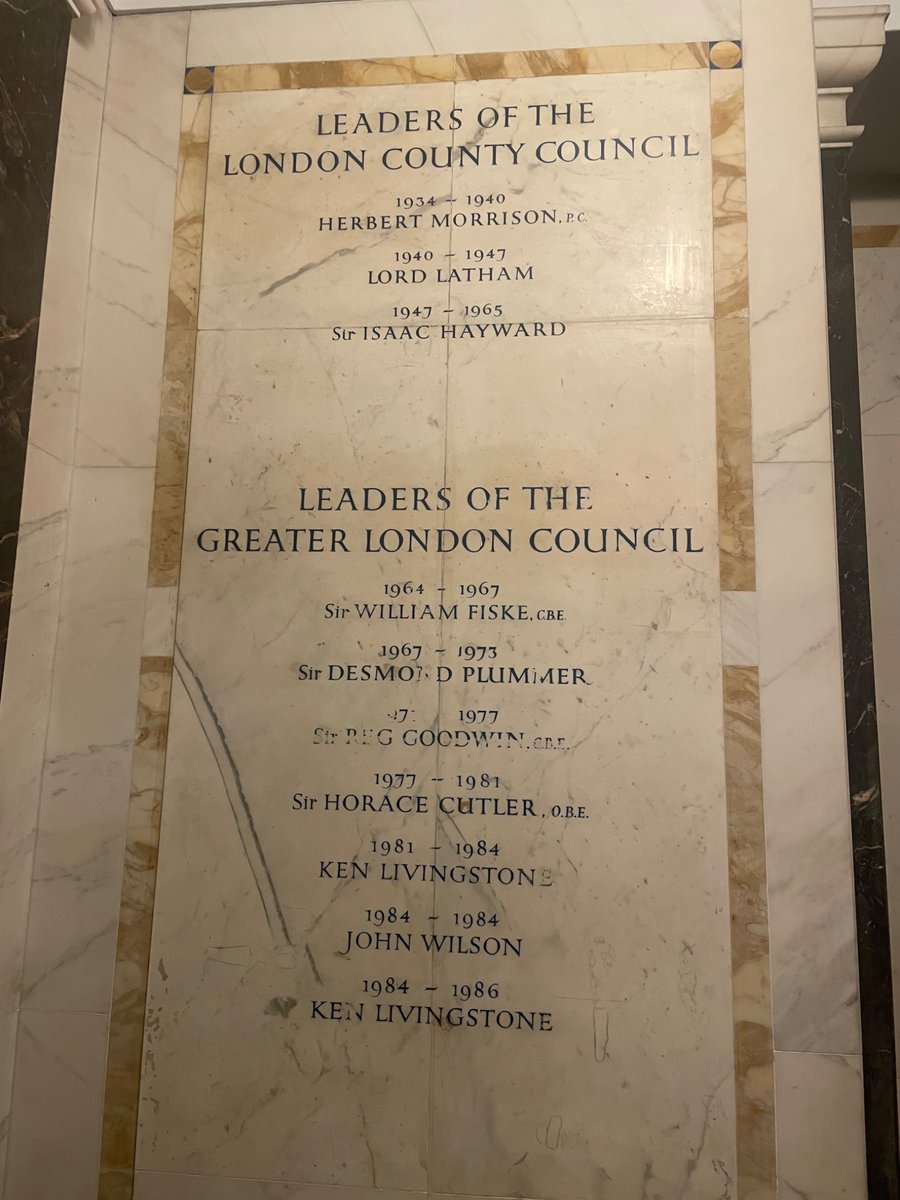 LEADERS OF THE
LONDON COUNTY COUNCIL
1934 – 1940
HERBERT MORRISON, P.C.
1940 – 1947
LORD LATHAM
1947 – 1965
Sir ISAAC HAYWARD
LEADERS OF THE
GREATER LONDON COUNCIL
1964 – 1967
Sir WILLIAM FISKE, C.B.E.
1967 – 1973
Sir DESMOND PLUMMER
1977
Sir REG GOODWIN, C.B.E.
1977 – 1981
Sir HORACE CUTLER, O.B.E.
1981 – 1984
KEN LIVINGSTONE
1984 – 1984
JOHN WILSON
1984 – 1986
KEN LIVINGSTONE